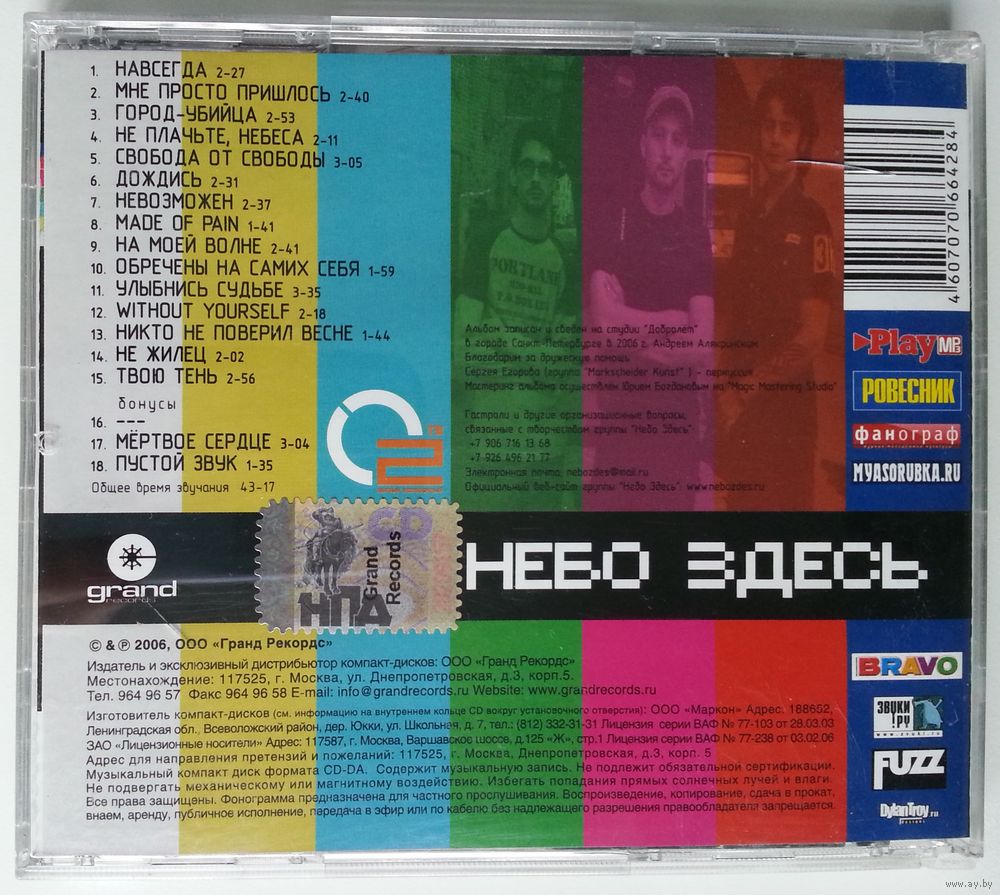 1. НАВСЕГДА 2-27
2. МНЕ ПРОСТО ПРИШЛОСЬ 2-40
3. ГОРОД-УБИЙЦА 2-53
4. НЕ ПЛАЧЬТЕ, НЕБЕСА 2-11
5. СВОБОДА ОТ СВОБОДЫ 3-05
6. ДОЖДИСЬ 2-31
7. НЕВОЗМОЖЕН 2-37
8. MADE OF PAIN 1-41
9. НА МОЕЙ ВОЛНЕ 2-41
10. ОБРЕЧЕНЫ НА САМИХ СЕБЯ 1-59
11. УЛЫБНИСЬ СУДЬБЕ 3-35
12. WITHOUT YOURSELF 2-18
13. НИКТО НЕ ПОВЕРИЛ ВЕСНЕ 1-44
14. НЕ ЖИЛЕЦ 2-02
15. ТВОЮ ТЕНЬ 2-56
бонусы
16. ---
17. МЁРТВОЕ СЕРДЦЕ 3-04
18. ПУСТОЙ ЗВУК 1-35
Общее время звучания 43-17
PORTLAND
Альбом записан и сведен на студии "Добролёт"
в городе Санкт-Петербурге в 2006 г. Андреем Алякринским
Благодарим за дружескую помощь
Сергея Егорова (группа "Markscheider Kunst" ) - перкуссия
Мастеринг альбома осуществлен Юрием Богдановым на "Magic Mastering Studio"
Гастроли и другие организационные вопросы,
связанные с творчеством группы "Небо Здесь":
+7 906 716 13 68
+7 926 496 21 77
Электронная почта: nebozdes@mail.ru
Официальный веб-сайт группы "Небо Здесь": www.nebozdes.ru
4 607070 664284
Play MP3
РОВЕСНИК
фанограф
MYASORUBKA.RU
grand
records
CD
Grand
Records
НПД
НЕБО ЗДЕСЬ
© & ℗ 2006, ООО «Гранд Рекордс»
Издатель и эксклюзивный дистрибьютор компакт-дисков: ООО «Гранд Рекордс»
Местонахождение: 117525, г. Москва, ул. Днепропетровская, д.3, корп.5.
Тел. 964 96 57 Факс 964 96 58 E-mail: info@grandrecords.ru Website: www.grandrecords.ru
Изготовитель компакт-дисков (см. информацию на внутреннем кольце CD вокруг установочного отверстия): ООО «Маркон» Адрес. 188652,
Ленинградская обл., Всеволожский район, дер. Юкки, ул. Школьная, д. 7, тел.: (812) 332-31-31 Лицензия серии ВАФ № 77-103 от 28.03.03
ЗАО «Лицензионные носители» Адрес: 117587, г. Москва, Варшавское шоссе, д.125 «Ж», стр.1 Лицензия серии ВАФ № 77-238 от 03.02.06
Адрес для направления претензий и пожеланий: 117525, г. Москва, Днепропетровская, д.3, корп. 5
Музыкальный компакт диск формата CD-DA. Содержит музыкальную запись. Не подлежит обязательной сертификации.
Не подвергать механическому или магнитному воздействию. Избегать попадания прямых солнечных лучей и влаги.
Все права защищены. Фонограмма предназначена для частного прослушивания. Воспроизведение, копирование, сдача в прокат,
внаем, аренду, публичное исполнение, передача в эфир или по кабелю без надлежащего разрешения правообладателя запрещается.
BRAVO
ЗВУКИ
РУ
www.zvuki.ru
FUZZ
DylanTroy.ru
www.ay.by